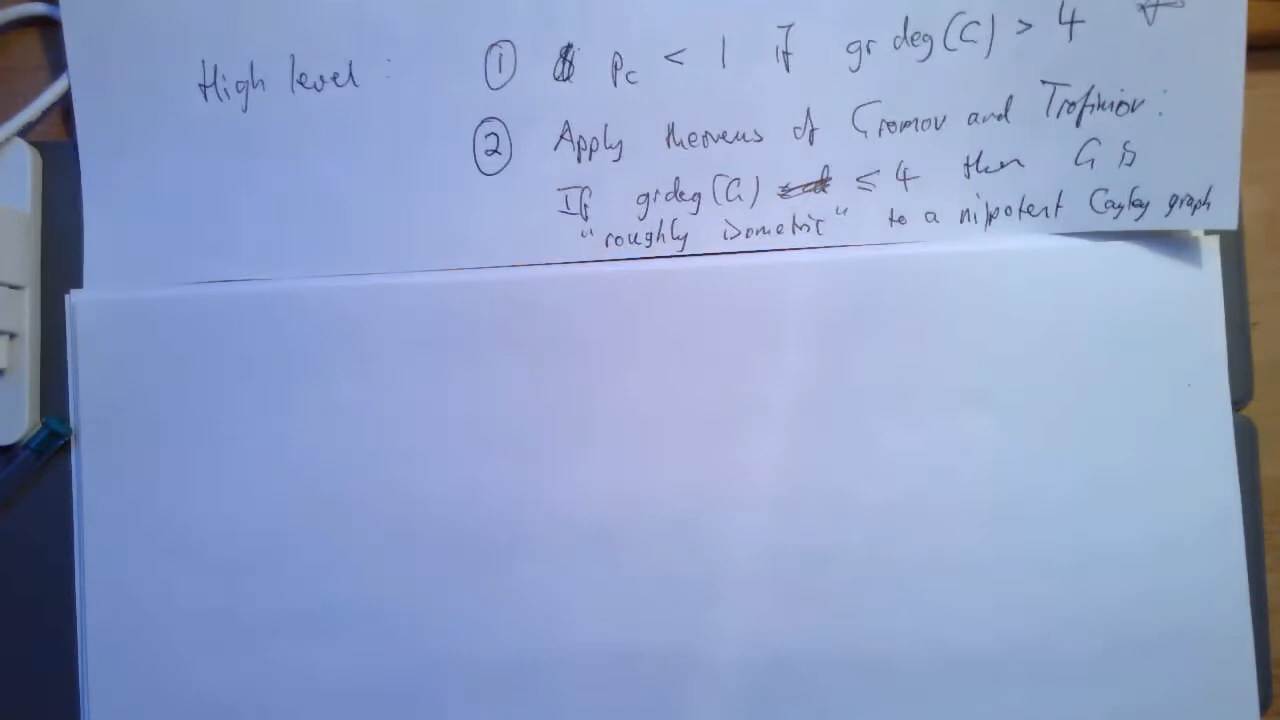 High level : ① p_c < 1 if gr deg(G) > 4
② Apply theorems of Gromov and Trofimov :
If grdeg(G) ≤ 4 then G is
"roughly isometric" to a nilpotent Cayley graph